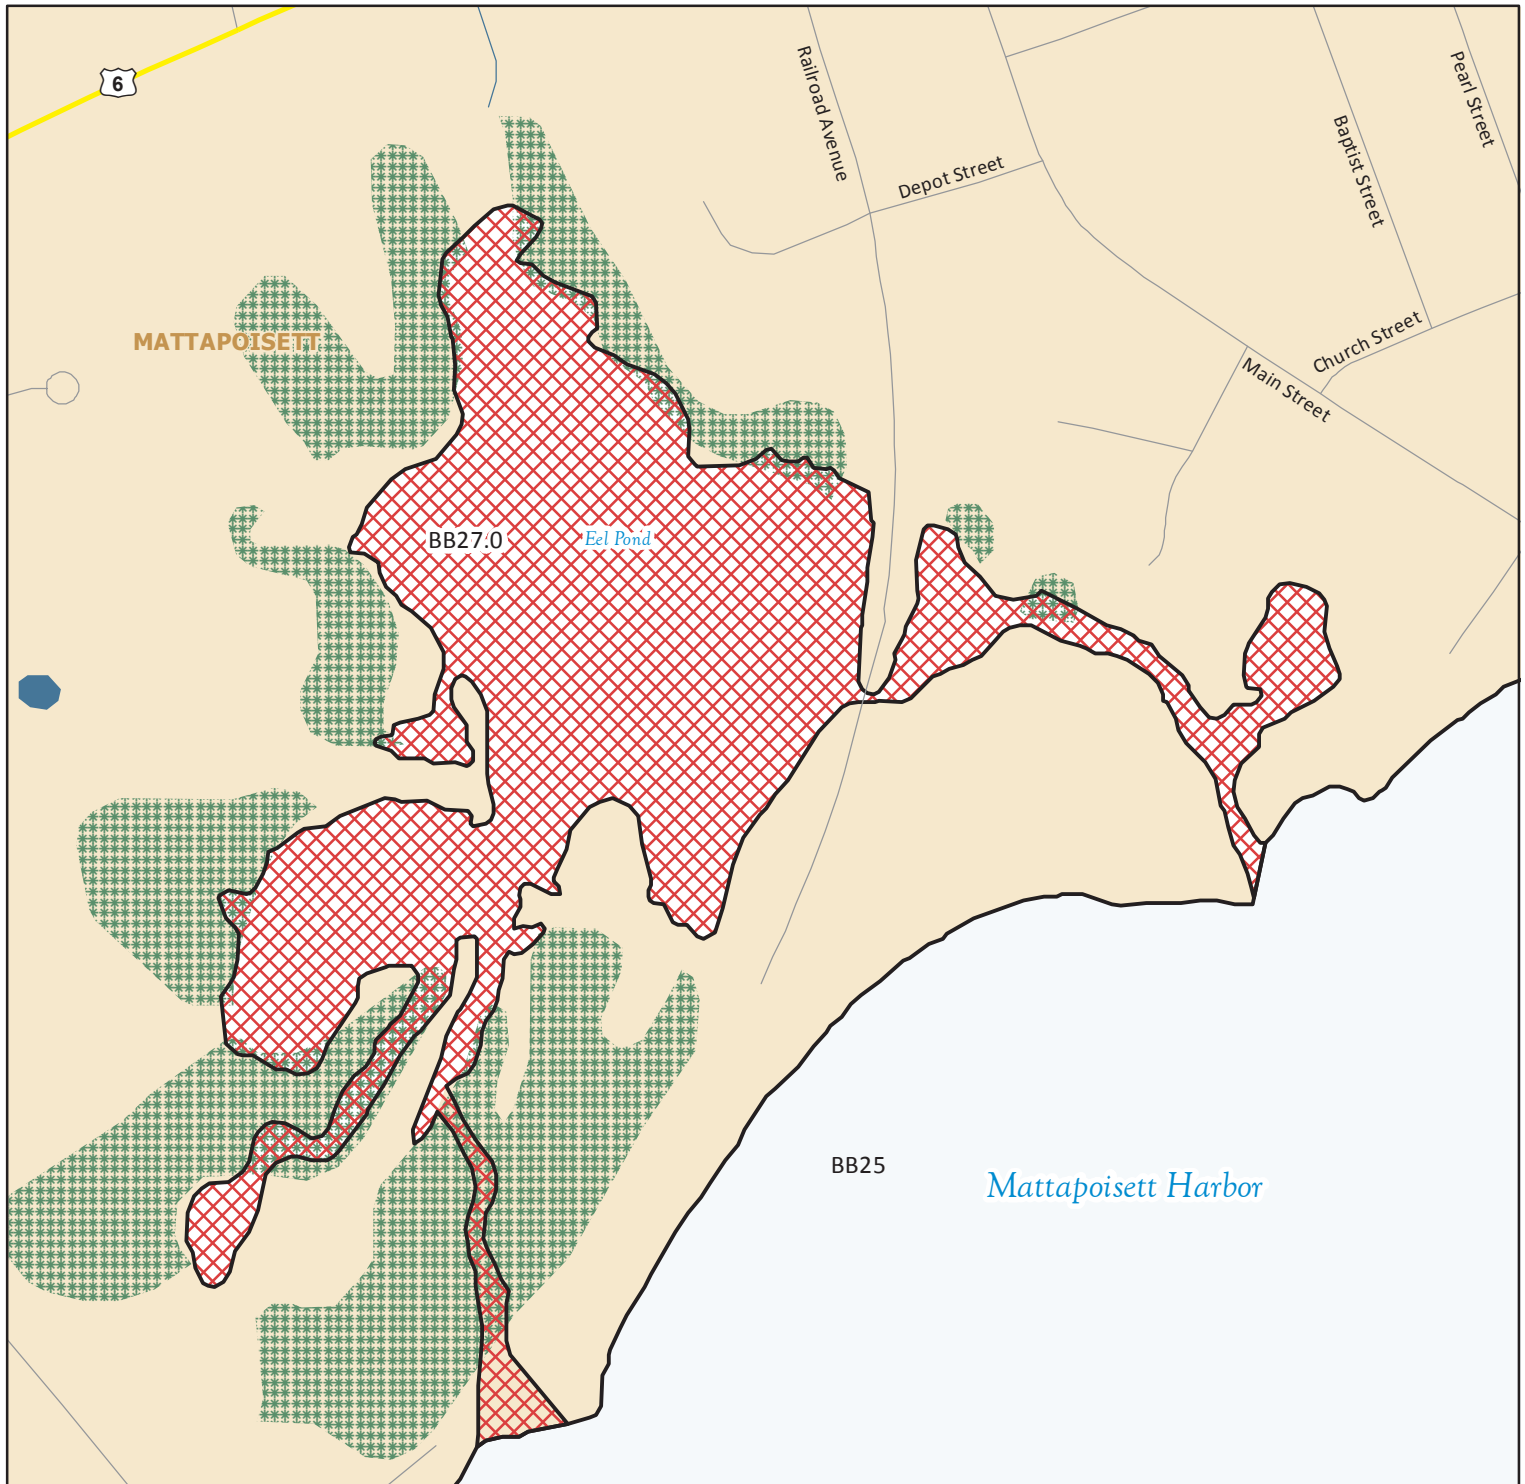 6
Railroad Avenue
Depot Street
Baptist Street
Pearl Street
MATTAPOISETT
Church Street
Main Street
BB27.0
Eel Pond
BB25
Mattapoisett Harbor